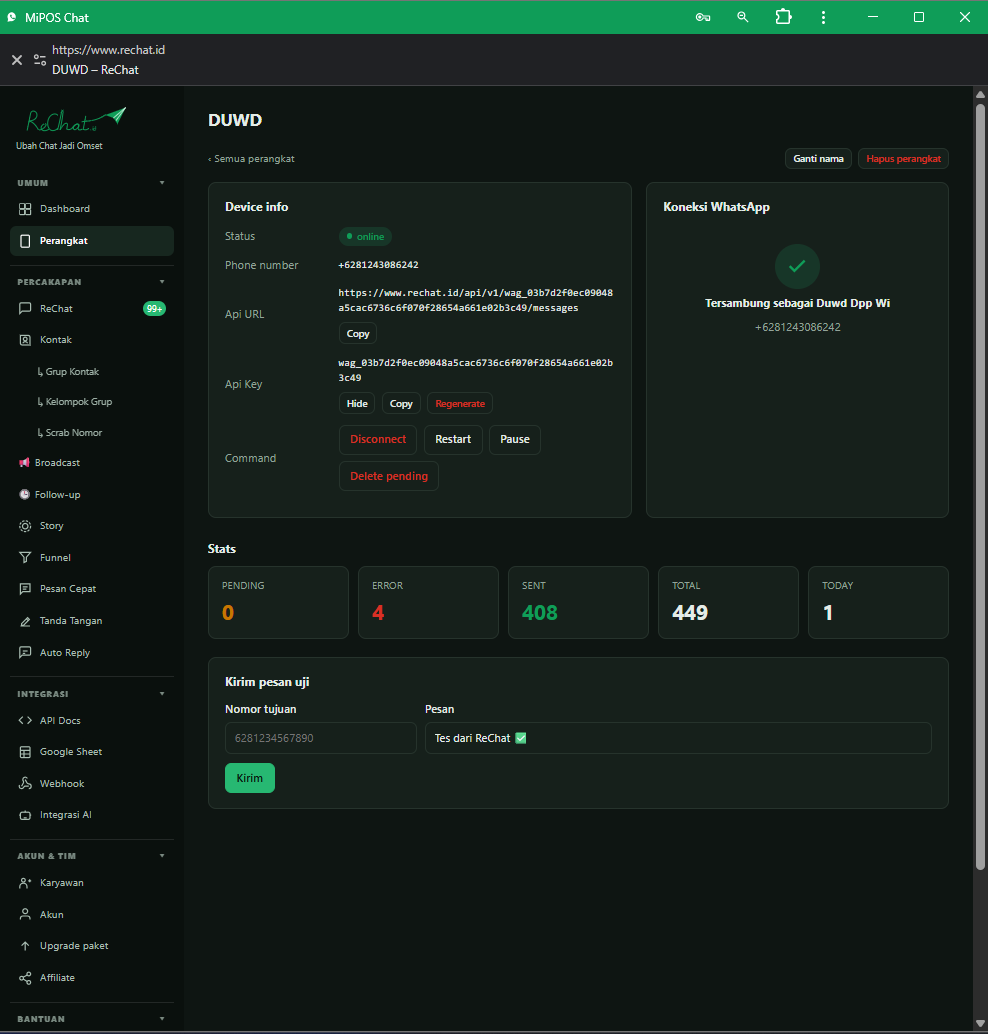 MiPOS Chat
https://www.rechat.id
DUWD – ReChat
ReChat.id
Ubah Chat Jadi Omset
UMUM
Dashboard
Perangkat
PERCAKAPAN
ReChat
99+
Kontak
Grup Kontak
Kelompok Grup
Scrab Nomor
Broadcast
Follow-up
Story
Funnel
Pesan Cepat
Tanda Tangan
Auto Reply
INTEGRASI
API Docs
Google Sheet
Webhook
Integrasi AI
AKUN & TIM
Karyawan
Akun
Upgrade paket
Affiliate
BANTUAN
DUWD
‹ Semua perangkat
Ganti nama
Hapus perangkat
Device info
Status
online
Phone number
+6281243086242
Api URL
https://www.rechat.id/api/v1/wag_03b7d2f0ec09048
a5cac6736c6f070f28654a661e02b3c49/messages
Copy
Api Key
wag_03b7d2f0ec09048a5cac6736c6f070f28654a661e02b
3c49
Hide
Copy
Regenerate
Command
Disconnect
Restart
Pause
Delete pending
Koneksi WhatsApp
Tersambung sebagai Duwd Dpp Wi
+6281243086242
Stats
PENDING
0
ERROR
4
SENT
408
TOTAL
449
TODAY
1
Kirim pesan uji
Nomor tujuan
6281234567890
Pesan
Tes dari ReChat ✅
Kirim